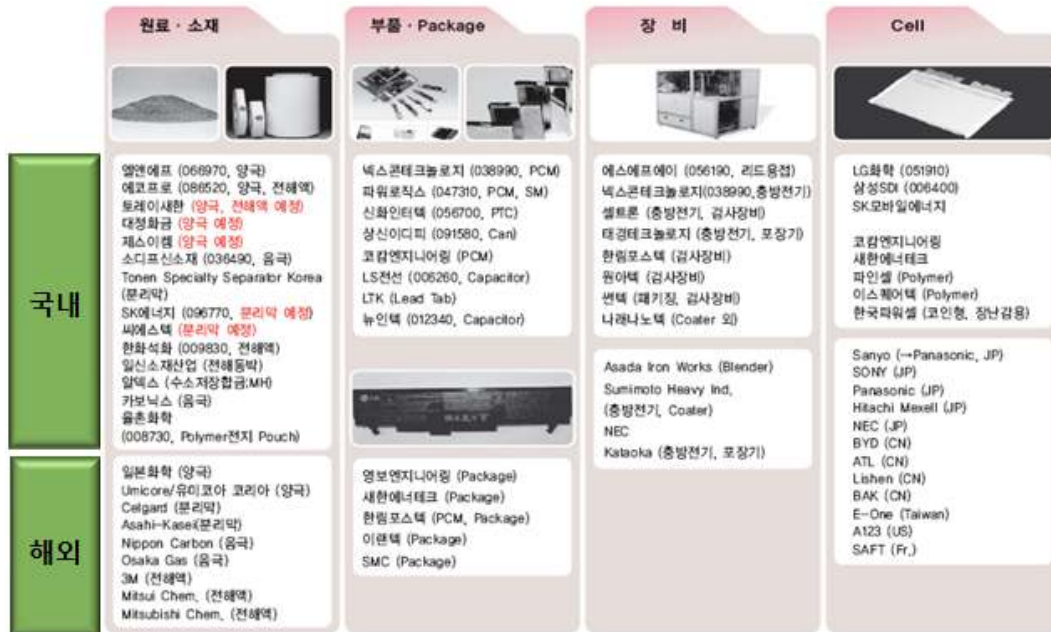 원료 · 소재
엘앤에프 (066970, 양극)
에코프로 (086520, 양극, 전해액)
토레이새한 (양극, 전해액 예정)
대정화금 (양극 예정)
제스이켐 (양극 예정)
소디프신소재 (036490, 음극)
Tonen Specialty Separator Korea
(분리막)
SK에너지 (096770, 분리막 예정)
씨에스텍 (분리막 예정)
한화석화 (009830, 전해액)
일신소재산업 (전해동박)
알덱스 (수소저장합금:MH)
카보닉스 (음극)
율촌화학
(008730, Polymer전지 Pouch)
일본화학 (양극)
Umicore/유미코아 코리아 (양극)
Celgard (분리막)
Asahi-Kasei(분리막)
Nippon Carbon (음극)
Osaka Gas (음극)
3M (전해액)
Mitsui Chem. (전해액)
Mitsubishi Chem. (전해액)
부품 · Package
넥스콘테크놀로지 (038990, PCM)
파워로직스 (047310, PCM, SM)
신화인터텍 (056700, PTC)
상신이디피 (091580, Can)
코캄엔지니어링 (PCM)
LS전선 (006260, Capacitor)
LTK (Lead Tab)
뉴인텍 (012340, Capacitor)
영보엔지니어링 (Package)
새한에너테크 (Package)
한림포스텍 (PCM, Package)
이랜텍 (Package)
SMC (Package)
장 비
에스에프에이 (056190, 리드용접)
넥스콘테크놀로지(038990,충방전기)
셀트론 (충방전기, 검사장비)
태경테크놀로지 (충방전기, 포장기)
한림포스텍 (검사장비)
원아텍 (검사장비)
쎈텍 (패키징, 검사장비)
나래나노텍 (Coater 외)
Asada Iron Works (Blender)
Sumimoto Heavy Ind,
(충방전기, Coater)
NEC
Kataoka (충방전기, 포장기)
Cell
LG화학 (051910)
삼성SDI (006400)
SK모바일에너지
코캄엔지니어링
새한에너테크
파인셀 (Polymer)
이스퀘어텍 (Polymer)
한국파워셀 (코인형, 장난감용)
Sanyo (→Panasonic, JP)
SONY (JP)
Panasonic (JP)
Hitachi Mexell (JP)
NEC (JP)
BYD (CN)
ATL (CN)
Lishen (CN)
BAK (CN)
E-One (Taiwan)
A123 (US)
SAFT (Fr.)
국내
해외